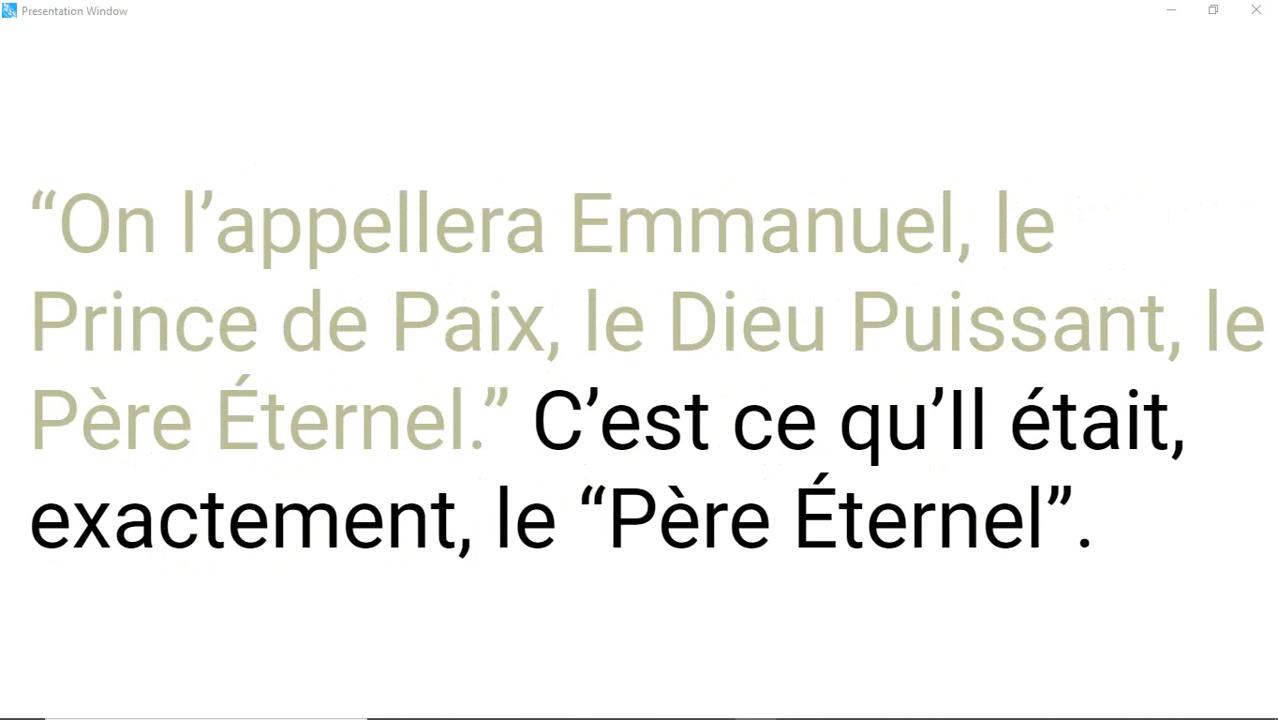 Presentation Window
“On l’appellera Emmanuel, le
Prince de Paix, le Dieu Puissant, le
Père Éternel.” C’est ce qu’Il était,
exactement, le “Père Éternel”.